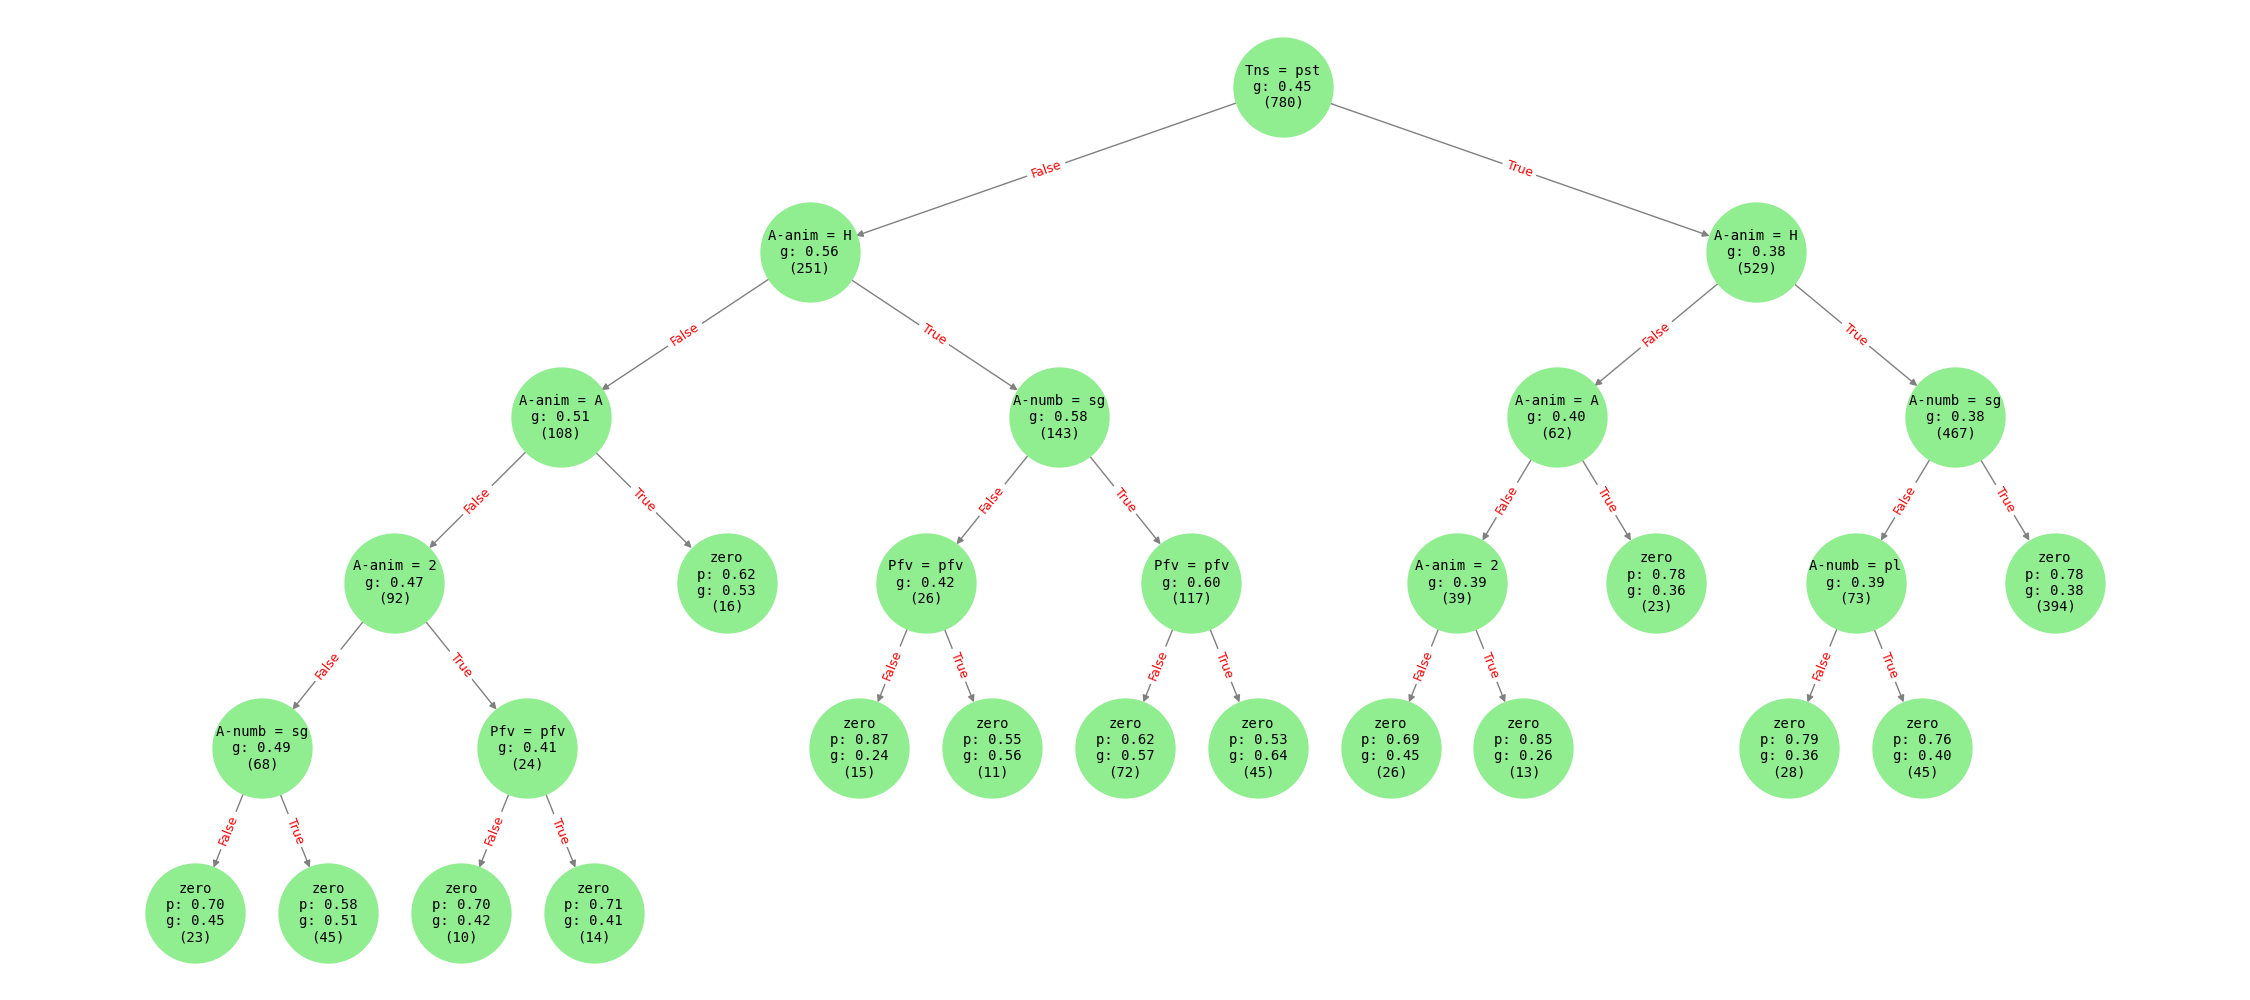 Tns = pst
g: 0.45
(780)
False
True
A-anim = H
g: 0.56
(251)
A-anim = H
g: 0.38
(529)
False
True
False
True
A-anim = A
g: 0.51
(108)
A-numb = sg
g: 0.58
(143)
A-anim = A
g: 0.40
(62)
A-numb = sg
g: 0.38
(467)
False
True
False
True
False
True
False
True
A-anim = 2
g: 0.47
(92)
zero
p: 0.62
g: 0.53
(16)
Pfv = pfv
g: 0.42
(26)
Pfv = pfv
g: 0.60
(117)
A-anim = 2
g: 0.39
(39)
zero
p: 0.78
g: 0.36
(23)
A-numb = pl
g: 0.39
(73)
zero
p: 0.78
g: 0.38
(394)
False
True
False
True
False
True
False
True
False
True
A-numb = sg
g: 0.49
(68)
Pfv = pfv
g: 0.41
(24)
zero
p: 0.87
g: 0.24
(15)
zero
p: 0.55
g: 0.56
(11)
zero
p: 0.62
g: 0.57
(72)
zero
p: 0.53
g: 0.64
(45)
zero
p: 0.69
g: 0.45
(26)
zero
p: 0.85
g: 0.26
(13)
zero
p: 0.79
g: 0.36
(28)
zero
p: 0.76
g: 0.40
(45)
False
True
False
True
zero
p: 0.70
g: 0.45
(23)
zero
p: 0.58
g: 0.51
(45)
zero
p: 0.70
g: 0.42
(10)
zero
p: 0.71
g: 0.41
(14)